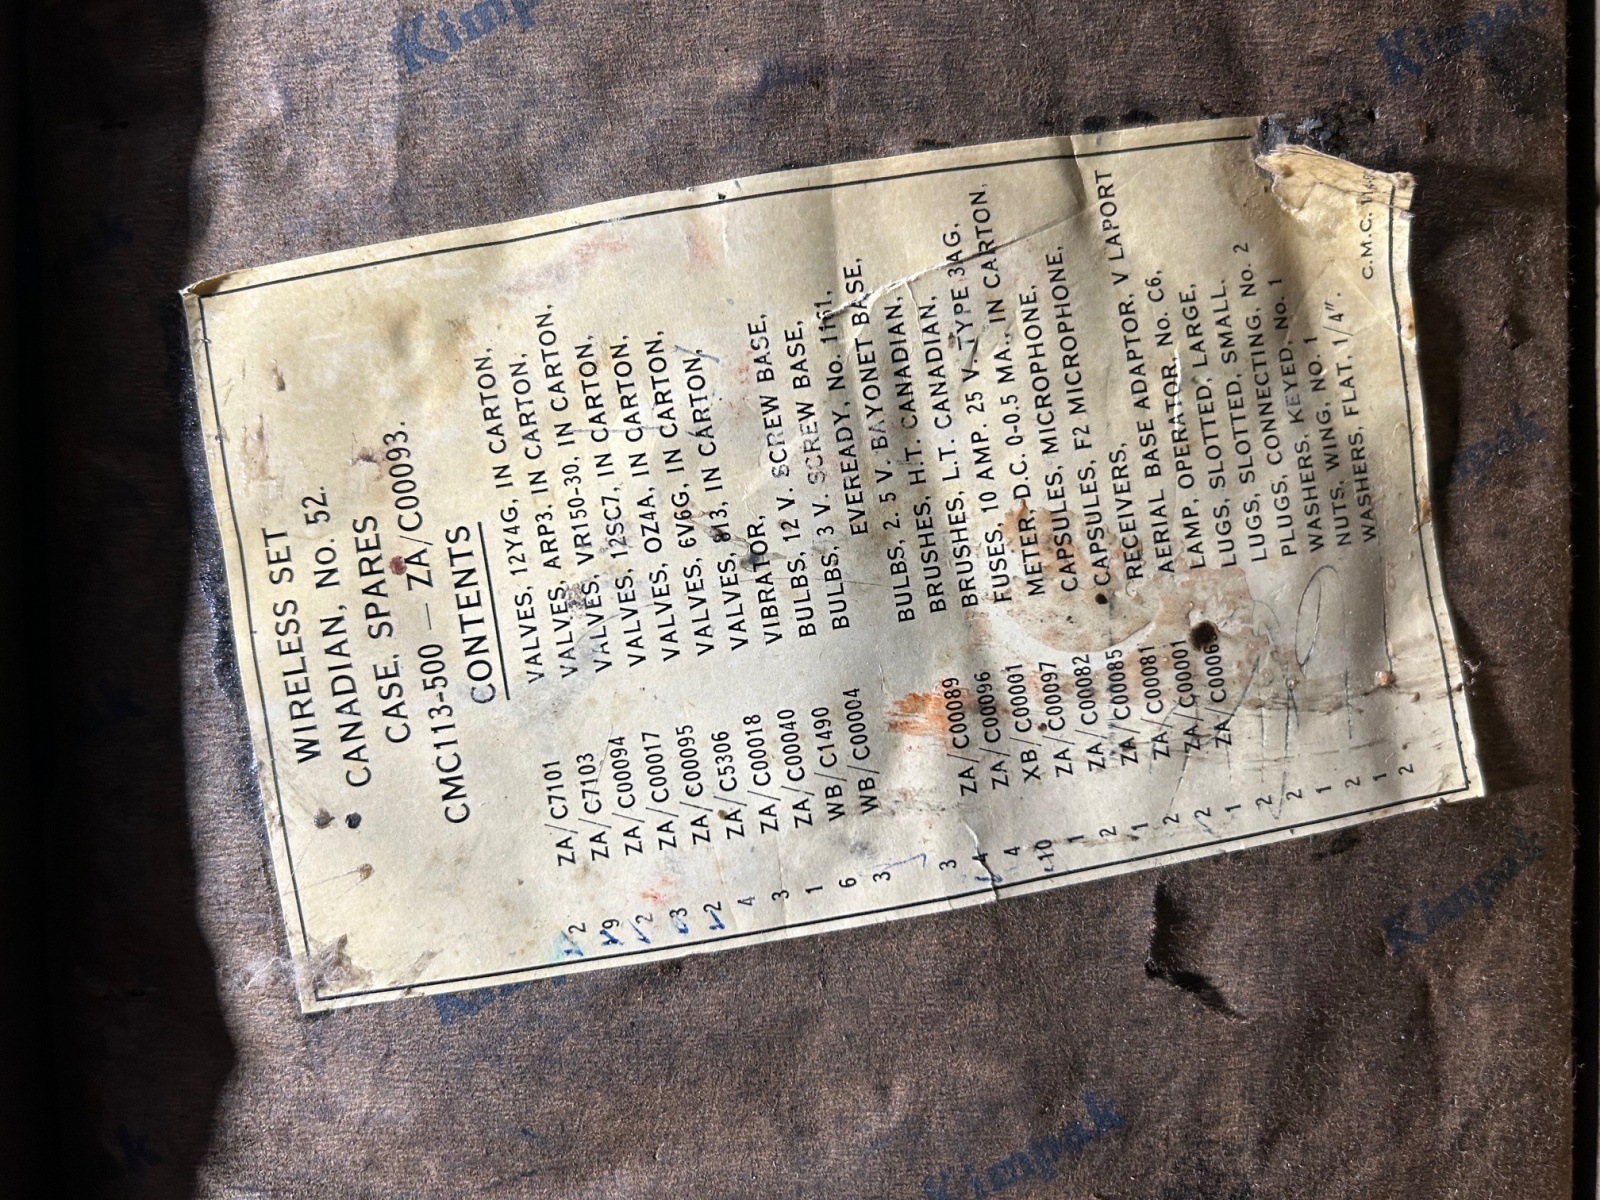 WIRELESS SET
CANADIAN, NO. 52.
CASE, SPARES
CMC1113-500 — ZA/C00093.
CONTENTS
2 ZA/C7101 VALVES, 12Y4G, IN CARTON,
9 ZA/C7103 VALVES, ARP3, IN CARTON,
2 ZA/C00094 VALVES, VR150-30, IN CARTON,
3 ZA/C00017 VALVES, 12SC7, IN CARTON,
2 ZA/C00095 VALVES, OZ4A, IN CARTON,
4 ZA/C5306 VALVES, 6V6G, IN CARTON,
3 ZA/C00018 VALVES, 813, IN CARTON,
1 ZA/C00040 VIBRATOR,
6 WB/C1490 BULBS, 12 V. SCREW BASE,
3 WB/C00004 BULBS, 3 V. SCREW BASE,
EVEREADY, No. 1161,
3 ZA/C00089 BULBS, 2. 5 V. BAYONET BASE,
4 ZA/C00096 BRUSHES, H.T. CANADIAN,
4 XB/C00001 BRUSHES, L.T. CANADIAN,
10 ZA/C00097 FUSES, 10 AMP. 25 V. TYPE 3AG.
1 ZA/C00082 METER, D.C. 0-0.5 MA., IN CARTON,
2 ZA/C00085 CAPSULES, MICROPHONE,
1 ZA/C00081 CAPSULES, F2 MICROPHONE,
2 ZA/C00001 RECEIVERS,
2 ZA/C0006 AERIAL BASE ADAPTOR, V LAPORT
1 LAMP, OPERATOR, No. C6,
2 LUGS, SLOTTED, LARGE,
2 LUGS, SLOTTED, SMALL,
1 PLUGS, CONNECTING, No. 2
2 WASHERS, KEYED, No. 1
1 NUTS, WING, NO. 1
2 WASHERS, FLAT, 1/4".
C.M.C.
Kimpak
Kimpak
Kimpak
Kimpak
Kimpak